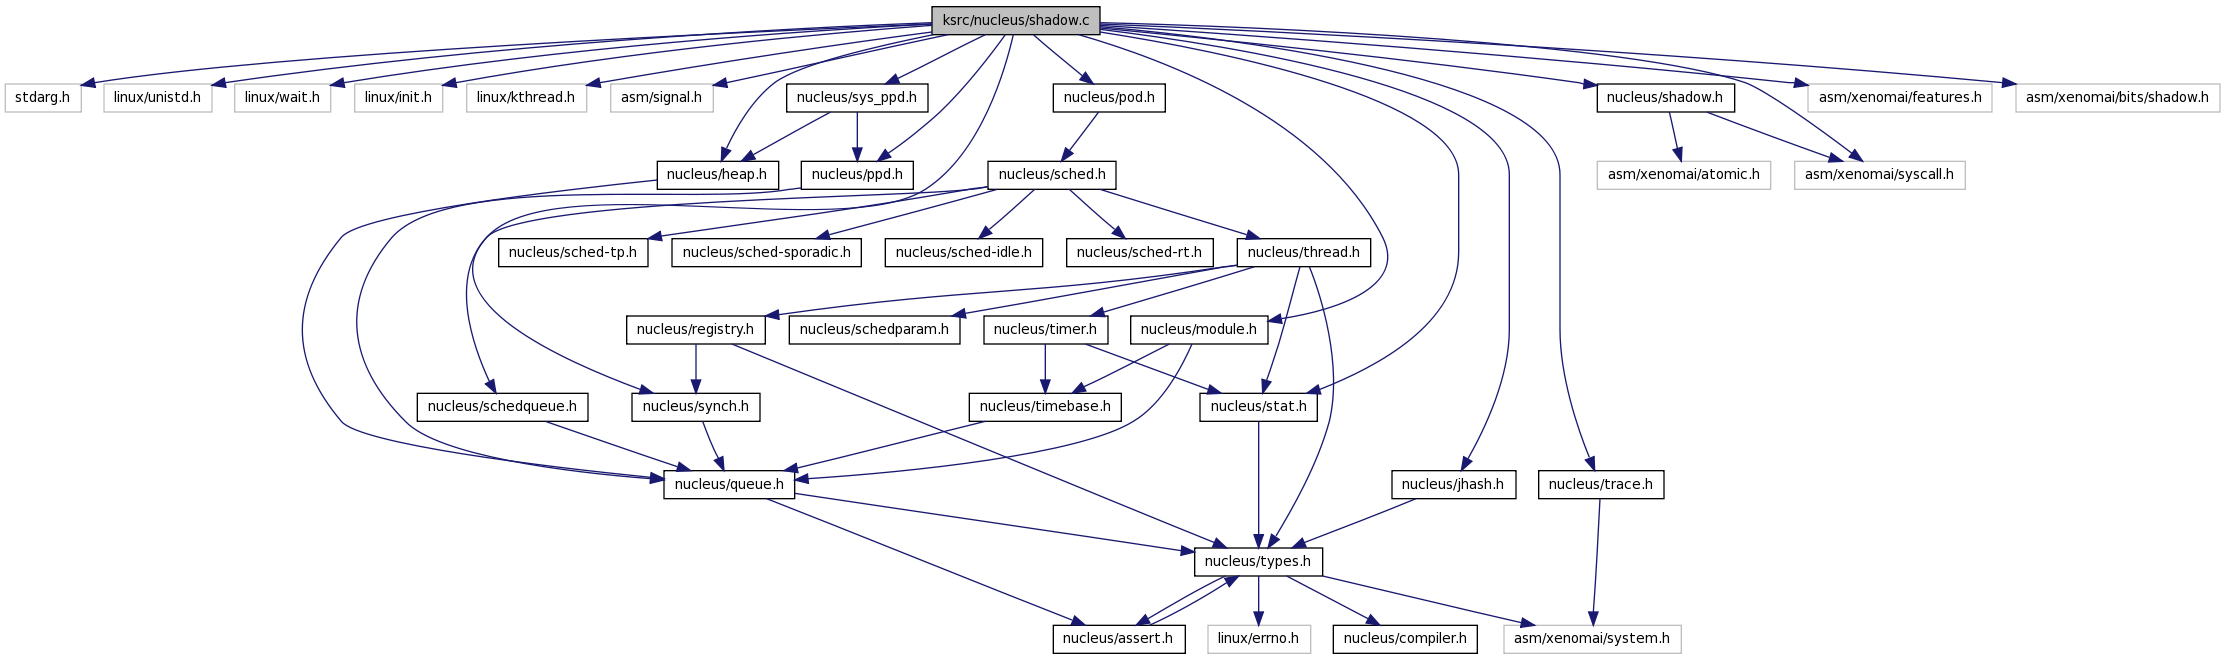 ksrc/nucleus/shadow.c
stdarg.h
linux/unistd.h
linux/wait.h
linux/init.h
linux/kthread.h
asm/signal.h
nucleus/sys_ppd.h
nucleus/pod.h
nucleus/shadow.h
asm/xenomai/features.h
asm/xenomai/bits/shadow.h
nucleus/heap.h
nucleus/ppd.h
nucleus/sched.h
asm/xenomai/atomic.h
asm/xenomai/syscall.h
nucleus/sched-tp.h
nucleus/sched-sporadic.h
nucleus/sched-idle.h
nucleus/sched-rt.h
nucleus/thread.h
nucleus/registry.h
nucleus/schedparam.h
nucleus/timer.h
nucleus/module.h
nucleus/schedqueue.h
nucleus/synch.h
nucleus/timebase.h
nucleus/stat.h
nucleus/queue.h
nucleus/jhash.h
nucleus/trace.h
nucleus/types.h
nucleus/assert.h
linux/errno.h
nucleus/compiler.h
asm/xenomai/system.h